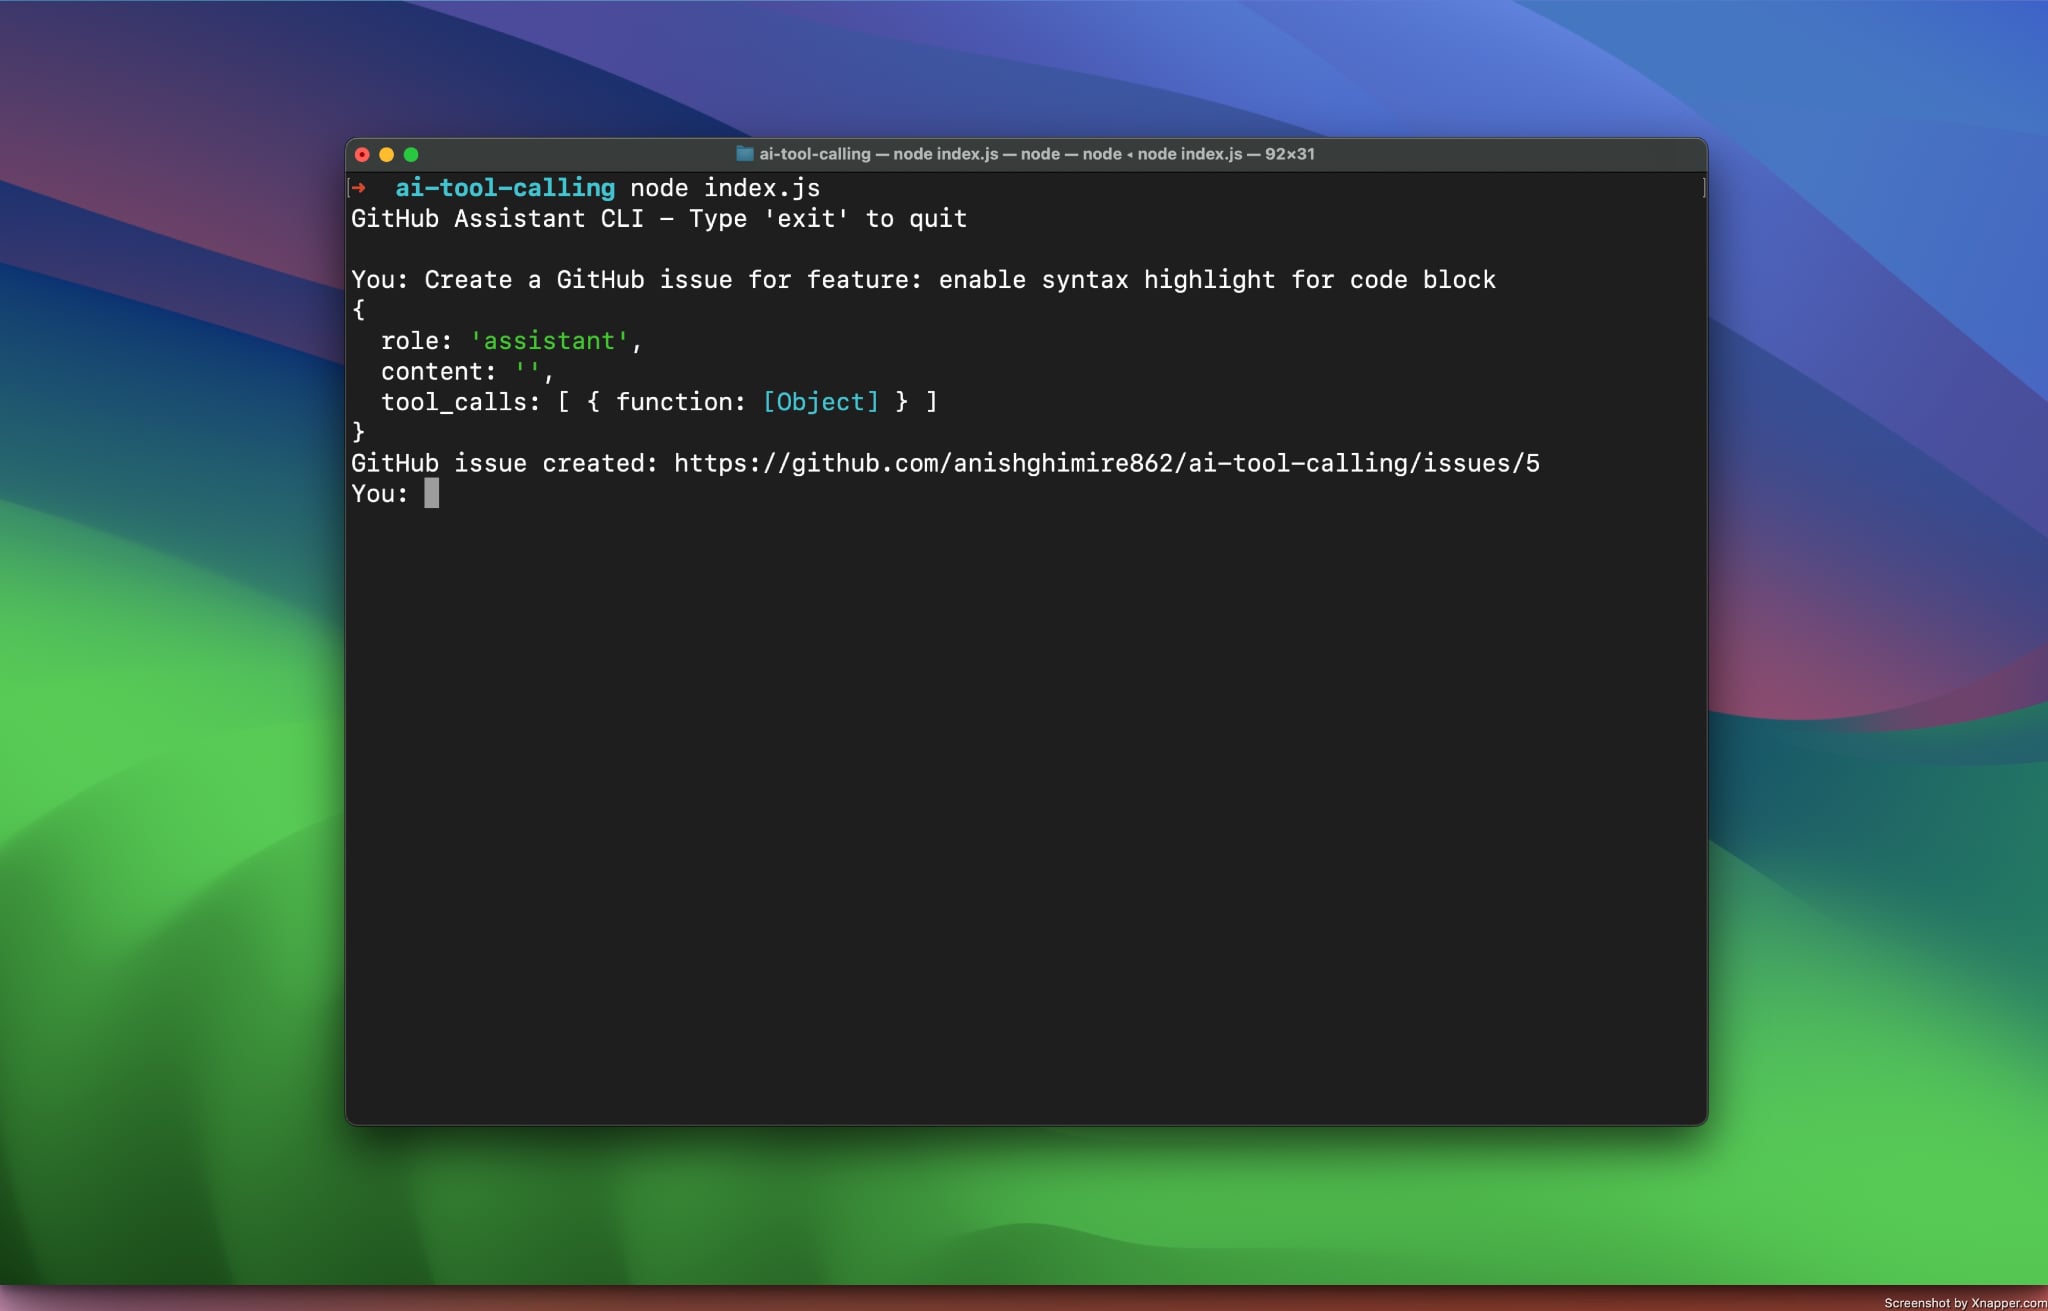 ai-tool-calling — node index.js — node — node ◂ node index.js — 92×31
[➜  ai-tool-calling node index.js ]
GitHub Assistant CLI - Type 'exit' to quit
You: Create a GitHub issue for feature: enable syntax highlight for code block
{
  role: 'assistant',
  content: '',
  tool_calls: [ { function: [Object] } ]
}
GitHub issue created: https://github.com/anishghimire862/ai-tool-calling/issues/5
You:
Screenshot by Xnapper.com